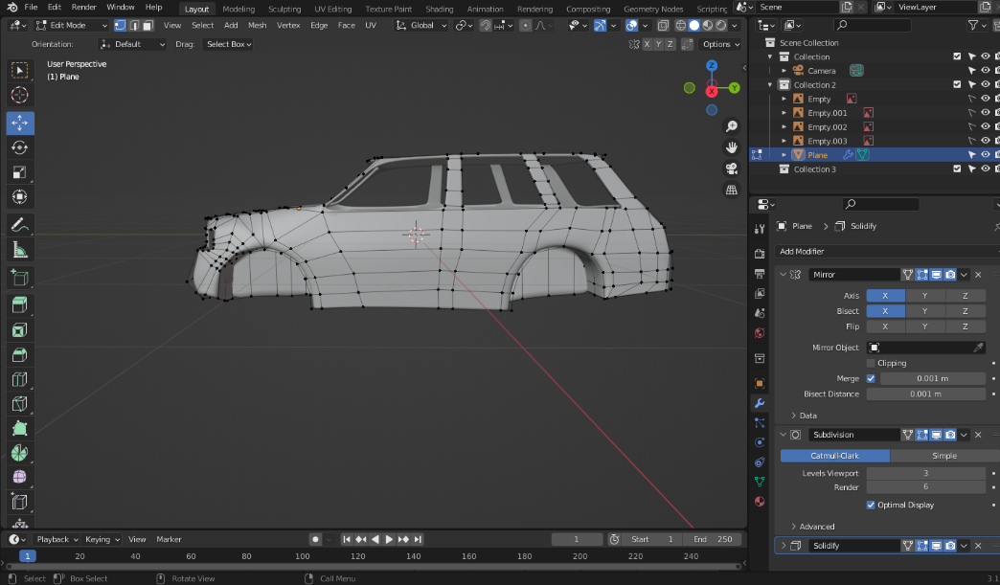 File Edit Render Window Help Layout Modeling Sculpting UV Editing Texture Paint Shading Animation Rendering Compositing Geometry Nodes Scripting Scene ViewLayer
Edit Mode View Select Add Mesh Vertex Edge Face UV Global
Orientation: Default Drag: Select Box X Y Z Options
User Perspective
(1) Plane
Z
Y
X
Scene Collection
Collection
Camera
Collection 2
Empty
Empty.001
Empty.002
Empty.003
Plane
Collection 3
Plane > Solidify
Add Modifier
Mirror
Axis X Y Z
Bisect X Y Z
Flip X Y Z
Mirror Object
Clipping
Merge 0.001 m
Bisect Distance 0.001 m
Data
Subdivision
Catmull-Clark Simple
Levels Viewport 3
Render 6
Optimal Display
Advanced
Solidify
Playback Keying View Marker 1 Start 1 End 250
1 20 40 60 80 100 120 140 160 180 200 220 240
Select Box Select Rotate View Call Menu 3.1